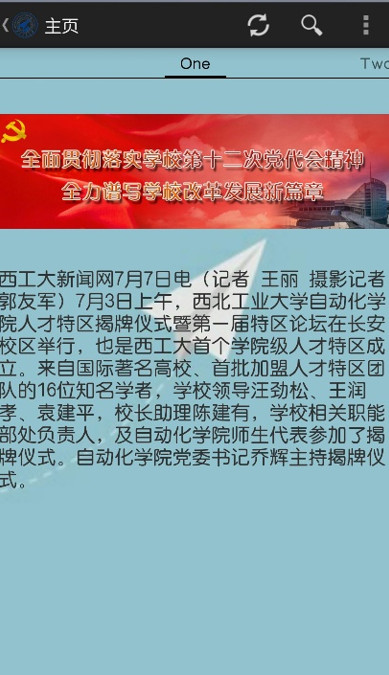 主页
One
Two
全面贯彻落实学校第十二次党代会精神
全力谱写学校改革发展新篇章
西工大新闻网7月7日电（记者 王丽 摄影记者
郭友军）7月3日上午，西北工业大学自动化学
院人才特区揭牌仪式暨第一届特区论坛在长安
校区举行，也是西工大首个学院级人才特区成
立。来自国际著名高校、首批加盟人才特区团
队的16位知名学者，学校领导汪劲松、王润
孝、袁建平，校长助理陈建有，学校相关职能
部处负责人，及自动化学院师生代表参加了揭
牌仪式。自动化学院党委书记乔辉主持揭牌仪
式。